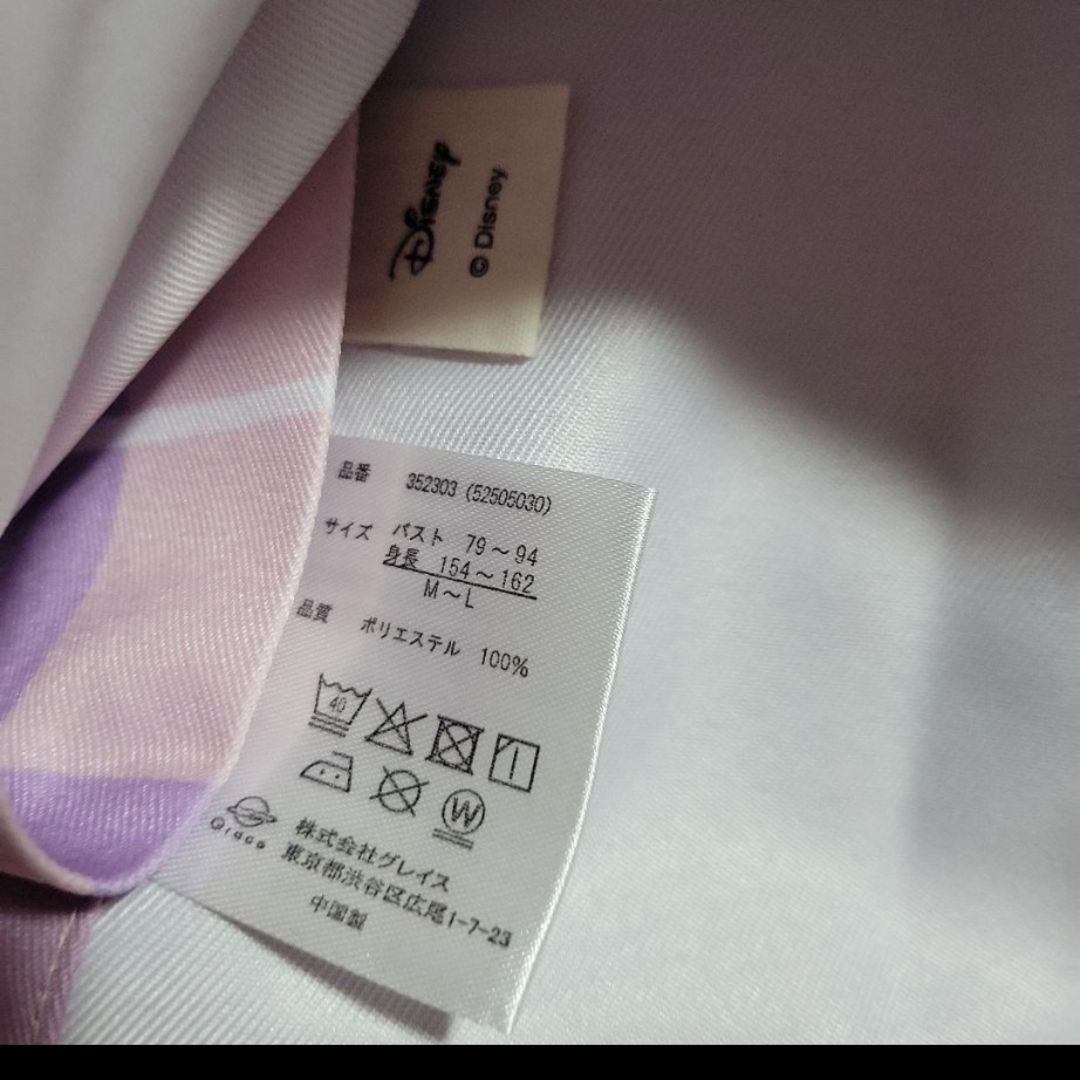 Disney
© Disney
品番 352303 (52505030)
サイズ バスト 79～94
身長 154～162
M～L
品質 ポリエステル 100%
40
W
Grace
株式会社グレイス
東京都渋谷区広尾1-7-23
中国製